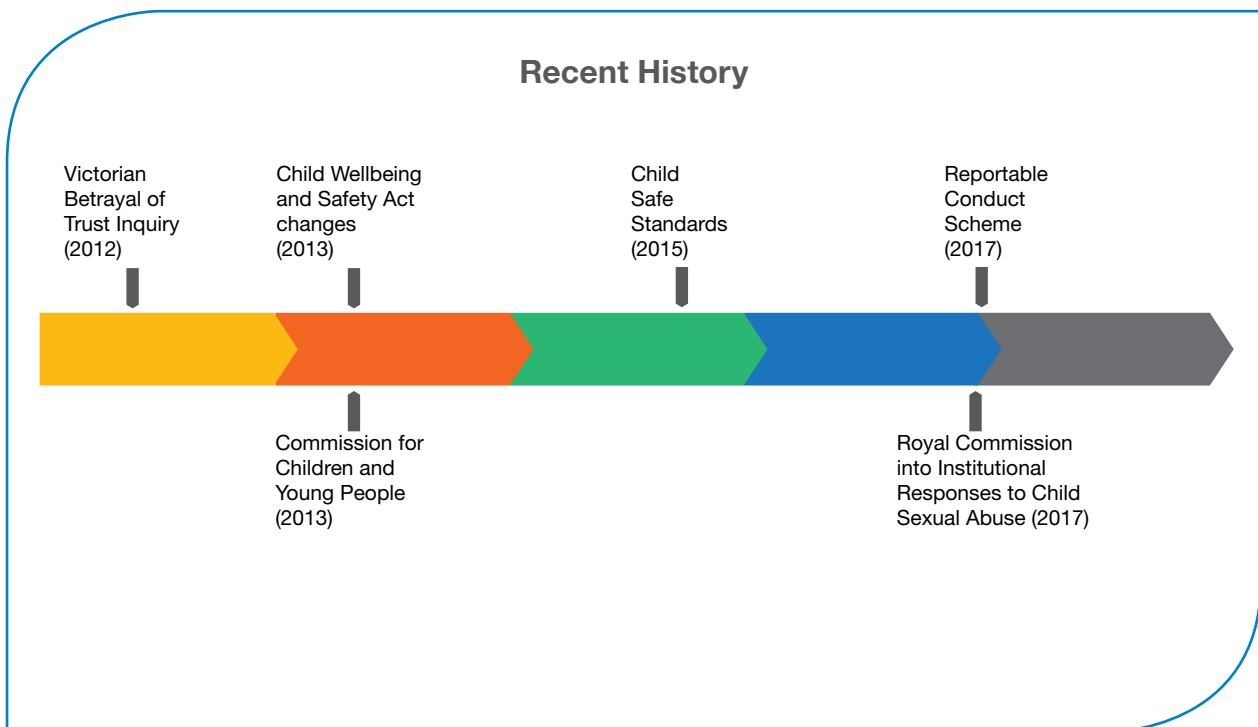 Recent History
Victorian
Betrayal of
Trust Inquiry
(2012)
Child Wellbeing
and Safety Act
changes
(2013)
Child
Safe
Standards
(2015)
Reportable
Conduct
Scheme
(2017)
Commission for
Children and
Young People
(2013)
Royal Commission
into Institutional
Responses to Child
Sexual Abuse (2017)